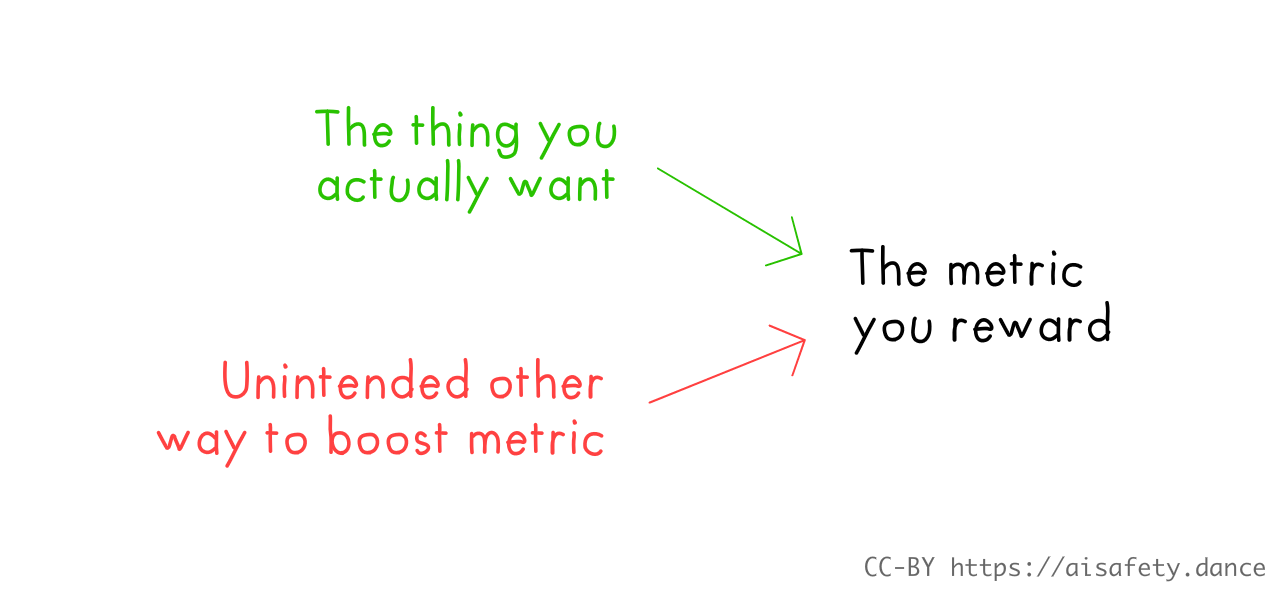 The thing you
actually want
The metric
you reward
Unintended other
way to boost metric
CC-BY https://aisafety.dance